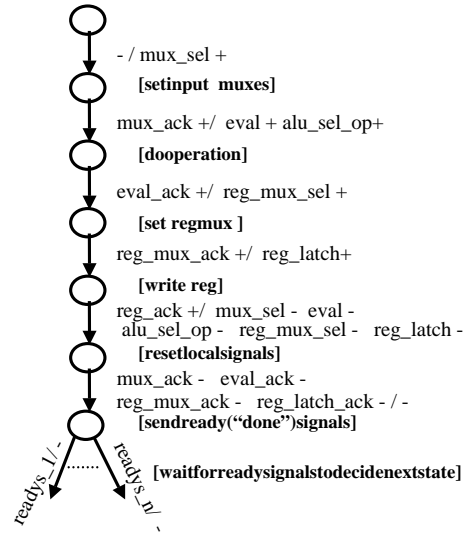 - / mux_sel +
[setinput muxes]
mux_ack +/ eval + alu_sel_op+
[dooperation]
eval_ack +/ reg_mux_sel +
[set regmux ]
reg_mux_ack +/ reg_latch+
[write reg]
reg_ack +/ mux_sel - eval -
alu_sel_op - reg_mux_sel - reg_latch -
[resetlocalsignals]
mux_ack - eval_ack -
reg_mux_ack - reg_latch_ack - / -
[sendready(“done”)signals]
readys_1/ -
.......
readys_n/ -
[waitforreadysignalstodecidenextstate]